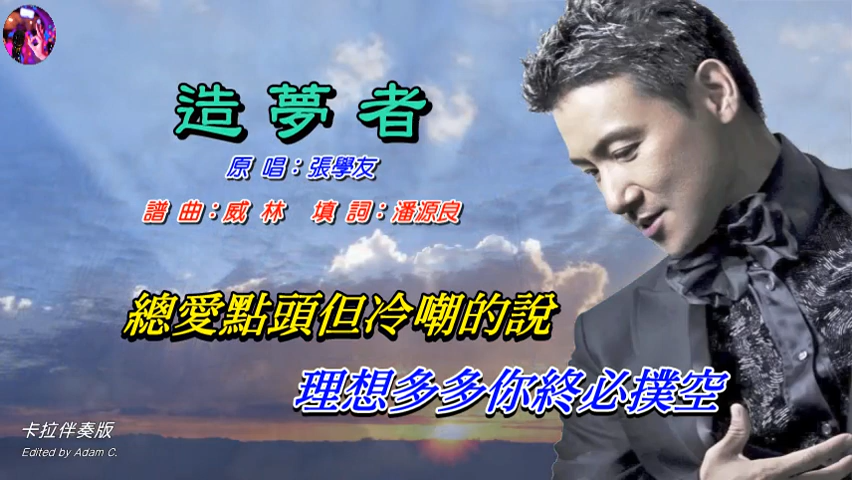 造夢者
原 唱：張學友
譜 曲：威 林 填 詞：潘源良
總愛點頭但冷嘲的說
理想多多你終必撲空
卡拉伴奏版
Edited by Adam C.